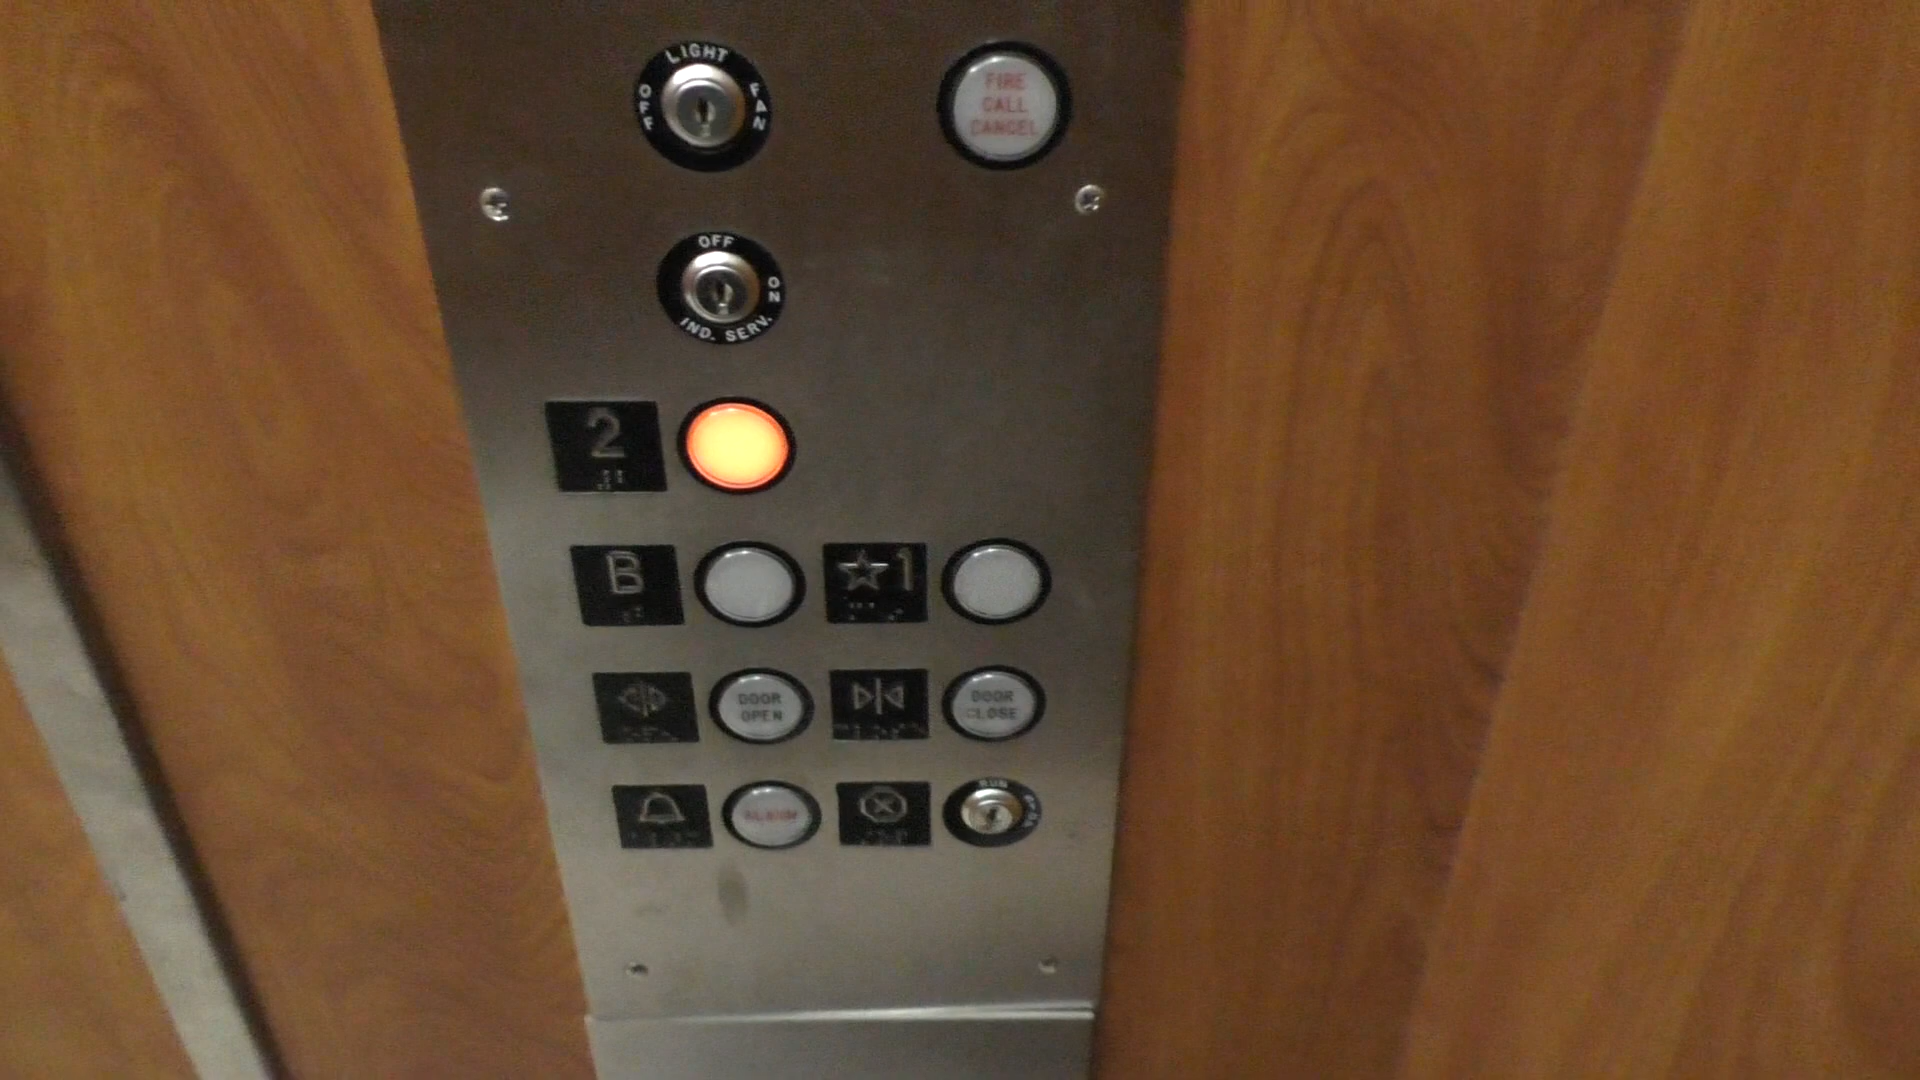 LIGHT
OFF
FAN
FIRE
CALL
CANCEL
OFF
ON
IND. SERV.
2
B
☆1
DOOR
OPEN
DOOR
CLOSE
ALARM
RUN